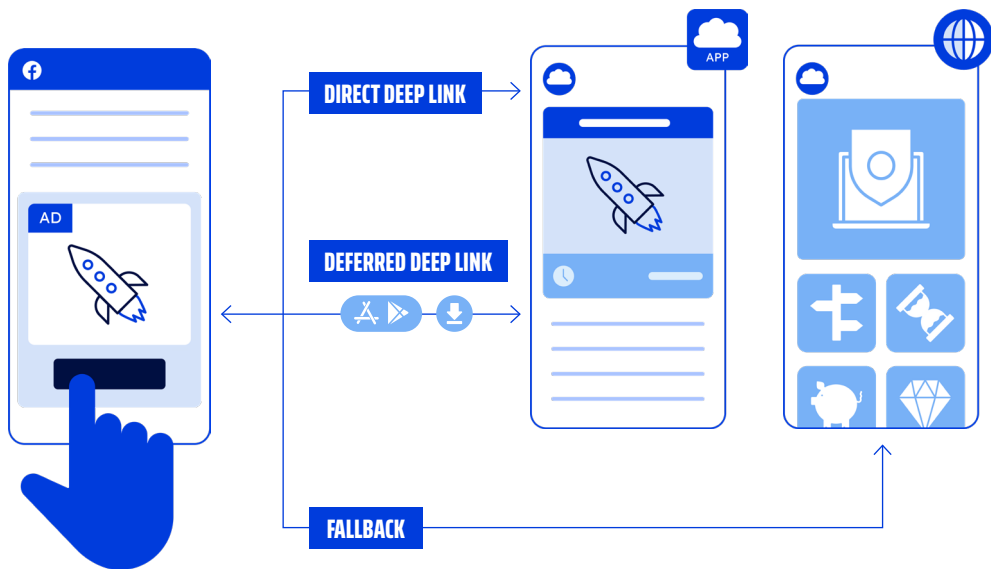 AD
DIRECT DEEP LINK
DEFERRED DEEP LINK
FALLBACK
APP